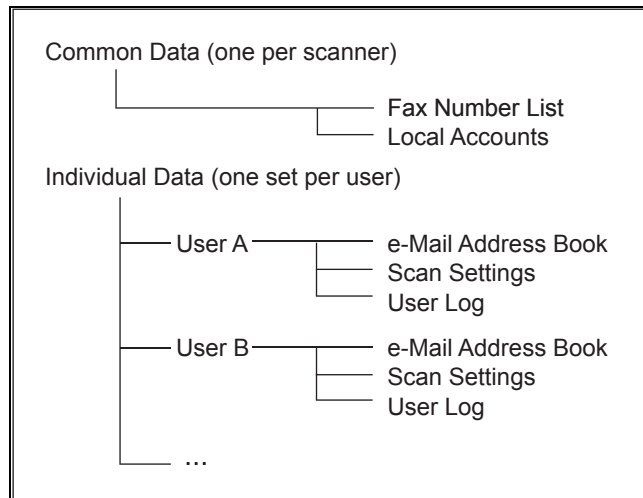 Common Data (one per scanner)
Fax Number List
Local Accounts
Individual Data (one set per user)
User A
e-Mail Address Book
Scan Settings
User Log
User B
e-Mail Address Book
Scan Settings
User Log
...